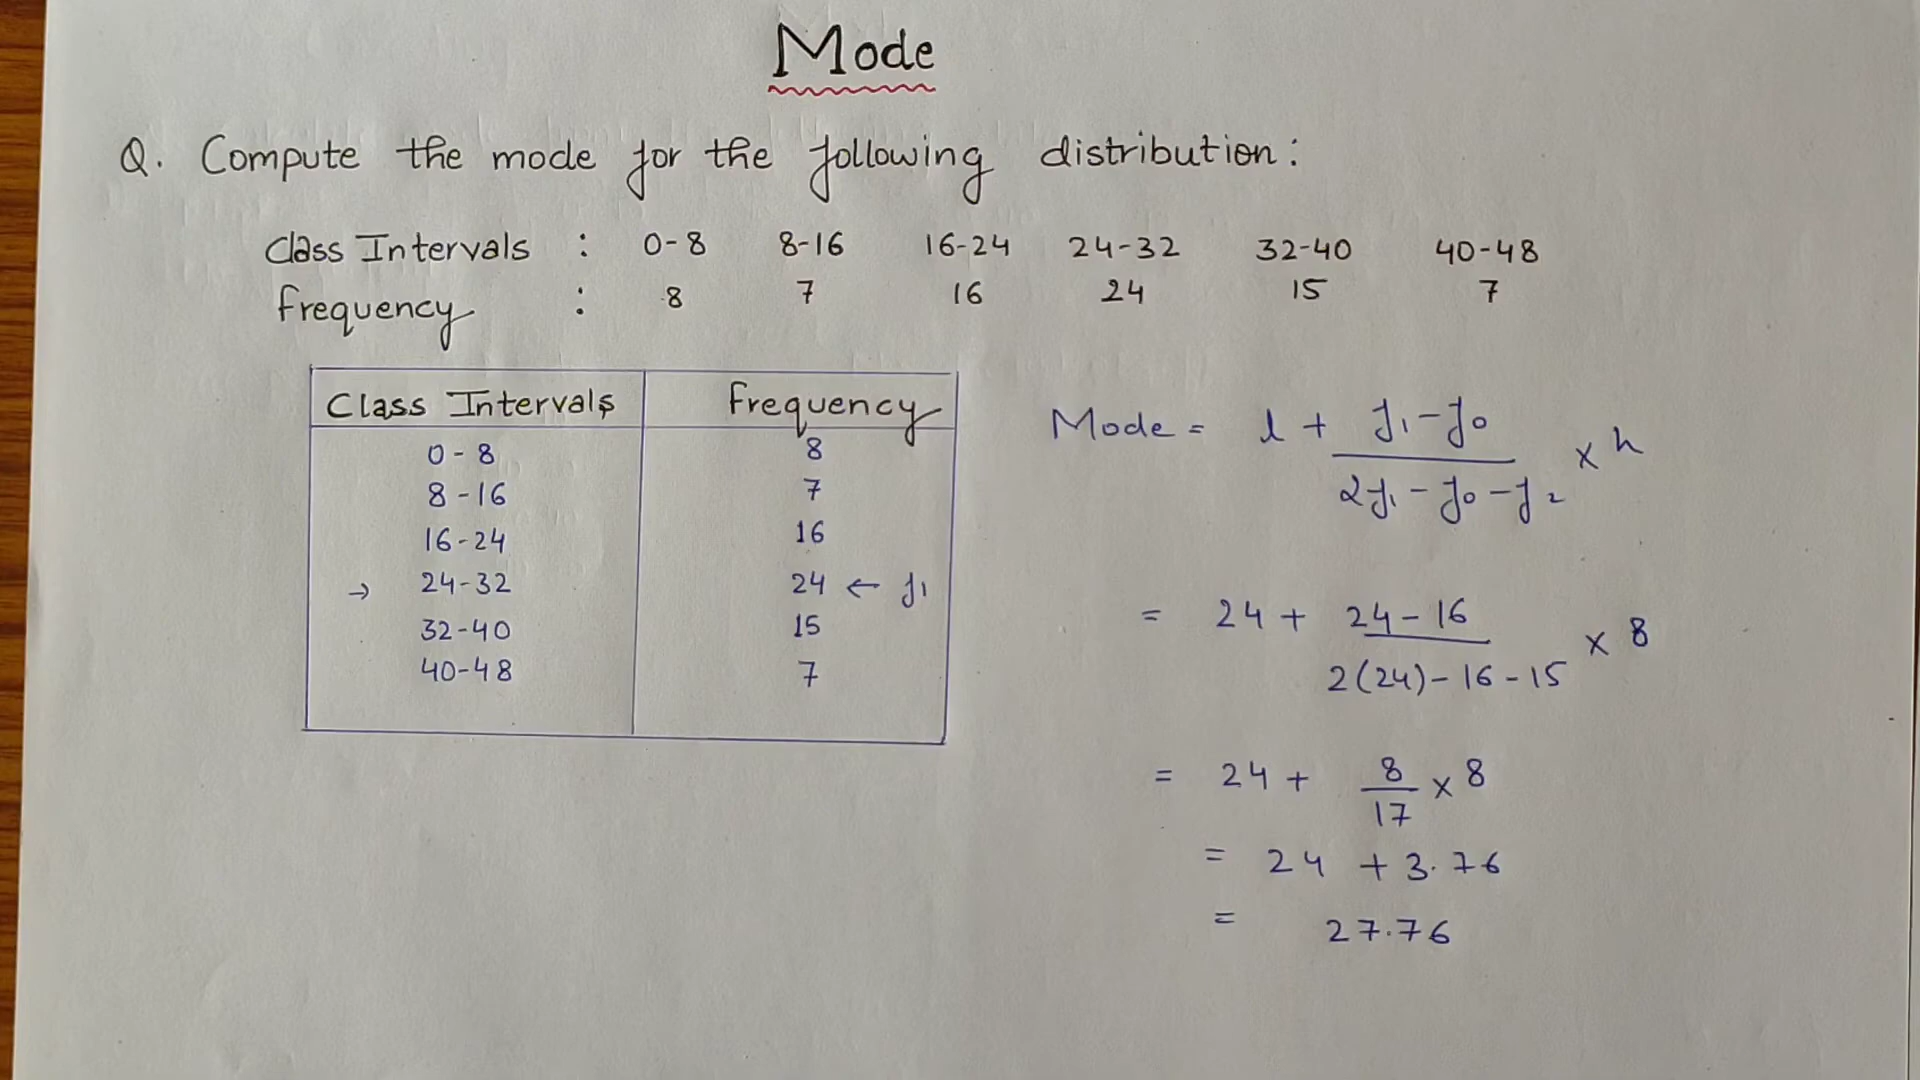 Mode
Q. Compute the mode for the following distribution:
Class Intervals : 0-8 8-16 16-24 24-32 32-40 40-48
frequency : 8 7 16 24 15 7
Class Intervals frequency
0-8 8
8-16 7
16-24 16
→ 24-32 24 ← f₁
32-40 15
40-48 7
Mode = l + (f₁ - f₀) / (2f₁ - f₀ - f₂) × h
= 24 + (24 - 16) / (2(24) - 16 - 15) × 8
= 24 + 8/17 × 8
= 24 + 3.76
= 27.76